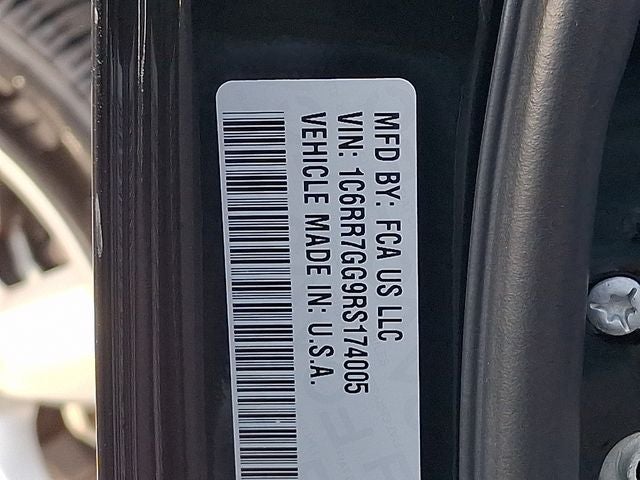 MFD BY: FCA US LLC
VIN: 1C6RR7GG9RS174005
VEHICLE MADE IN: U.S.A.